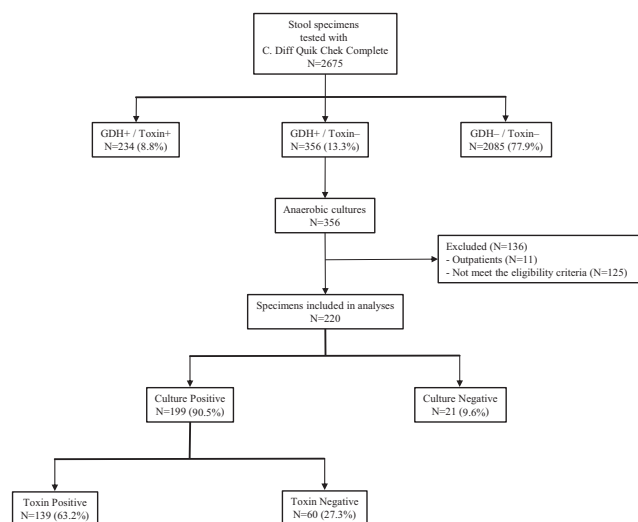 Stool specimens
tested with
C. Diff Quik Chek Complete
N=2675
GDH+ / Toxin+
N=234 (8.8%)
GDH+ / Toxin–
N=356 (13.3%)
GDH– / Toxin–
N=2085 (77.9%)
Anaerobic cultures
N=356
Excluded (N=136)
- Outpatients (N=11)
- Not meet the eligibility criteria (N=125)
Specimens included in analyses
N=220
Culture Positive
N=199 (90.5%)
Culture Negative
N=21 (9.6%)
Toxin Positive
N=139 (63.2%)
Toxin Negative
N=60 (27.3%)